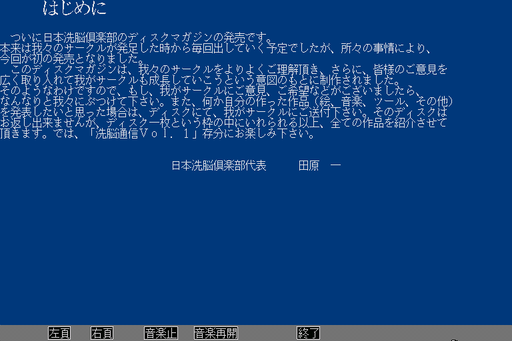 はじめに
ついに日本洗脳倶楽部のディスクマガジンの発売です。
本来は我々のサークルが発足した時から毎回出していく予定でしたが、所々の事情により、
今回が初の発売となりました。
このディスクマガジンは、我々のサークルをよりよくご理解頂き、さらに、皆様のご意見を
広く取り入れて我がサークルも成長していこうという意図のもとに制作されました。
そのようなわけですので、もし、我がサークルにご意見、ご希望などがございましたら、
なんなりと我々にぶつけて下さい。また、何か自分の作った作品（絵、音楽、ツール、その他）
を発表したいと思った場合は、ディスクにて、我がサークルにご送付下さい。そのディスクは
お返し出来ませんが、ディスク一枚という枠の中にいれられる以上、全ての作品を紹介させて
頂きます。では、「洗脳通信Ｖｏｌ．１」存分にお楽しみ下さい。
日本洗脳倶楽部代表　田原　一
左頁　右頁　音楽止　音楽再開　終了